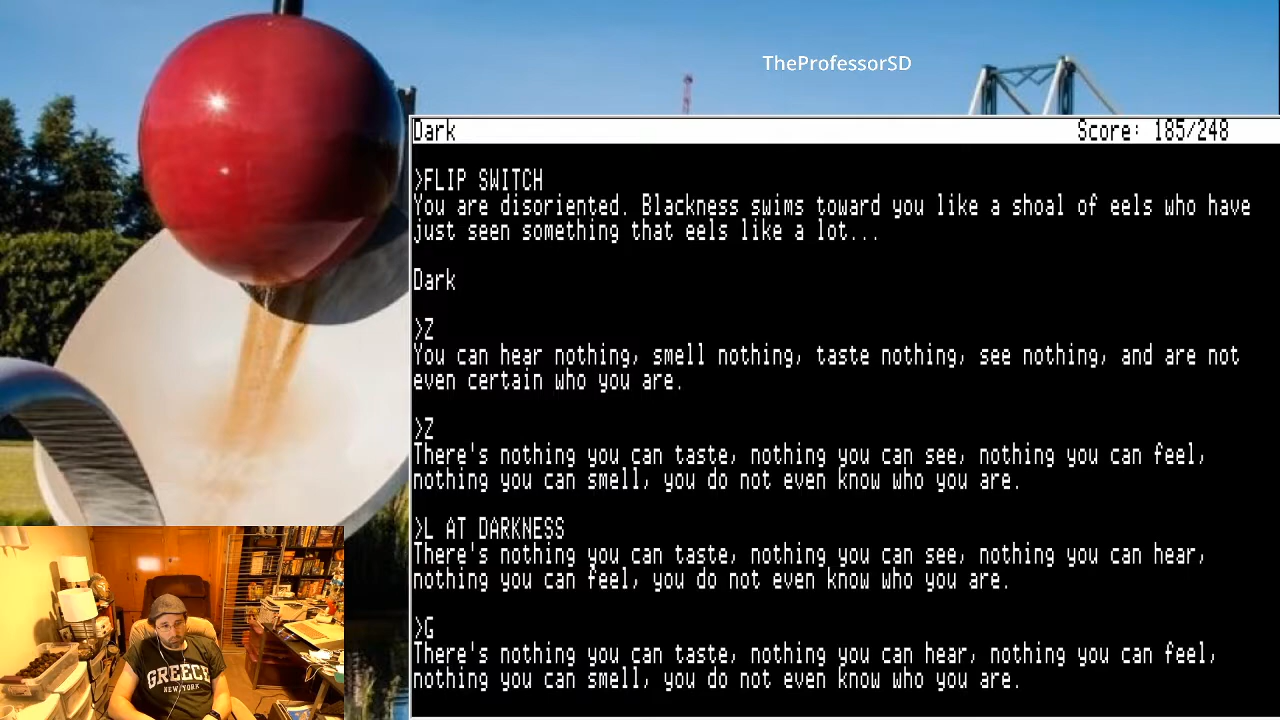 TheProfessorSD
Dark Score: 185/248
>FLIP SWITCH
You are disoriented. Blackness swims toward you like a shoal of eels who have
just seen something that eels like a lot...
Dark
>Z
You can hear nothing, smell nothing, taste nothing, see nothing, and are not
even certain who you are.
>Z
There's nothing you can taste, nothing you can see, nothing you can feel,
nothing you can smell, you do not even know who you are.
>L AT DARKNESS
There's nothing you can taste, nothing you can see, nothing you can hear,
nothing you can feel, you do not even know who you are.
>G
There's nothing you can taste, nothing you can hear, nothing you can feel,
nothing you can smell, you do not even know who you are.
GREECE
NEW YORK